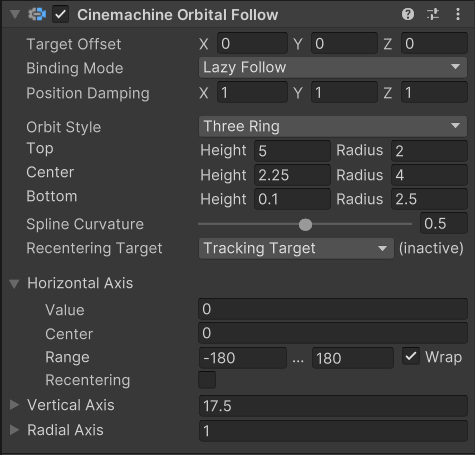 Cinemachine Orbital Follow
Target Offset X 0 Y 0 Z 0
Binding Mode Lazy Follow
Position Damping X 1 Y 1 Z 1
Orbit Style Three Ring
Top Height 5 Radius 2
Center Height 2.25 Radius 4
Bottom Height 0.1 Radius 2.5
Spline Curvature 0.5
Recentering Target Tracking Target (inactive)
Horizontal Axis
Value 0
Center 0
Range -180 ... 180 Wrap
Recentering
Vertical Axis 17.5
Radial Axis 1